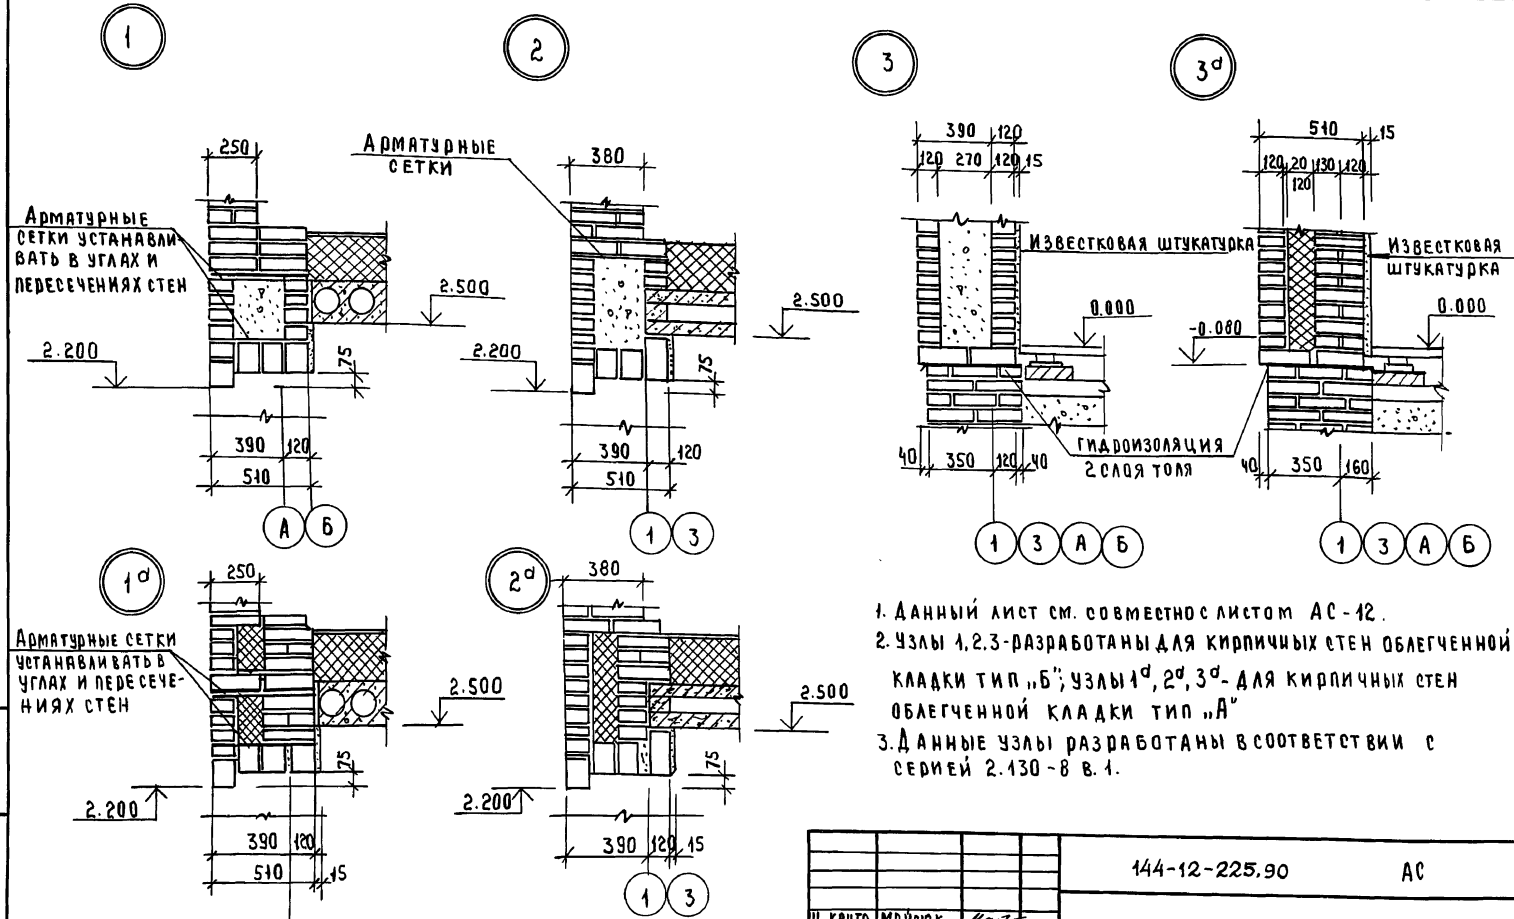 1
250
Арматурные
сетки устанавли-
вать в углах и
пересечениях стен
2.500
2.200
75
390 120
510
А Б
2
Арматурные
сетки
380
2.500
2.200
75
390 120
510
1 3
3
390 120
120 270 120 15
Известковая штукатурка
0.000
40 350 120 40
1 3 А Б
гидроизоляция
2 слоя толя
3а
510 15
120 20 130 120
120
Известковая
штукатурка
-0.080
0.000
40 350 160
1 3 А Б
1а
250
Арматурные сетки
устанавливать в
углах и пересече-
ниях стен
2.500
2.200
75
390 120
510 15
2а
380
2.500
2.200
75
390 120 15
1 3
1. Данный лист см. совместно с листом АС-12.
2. Узлы 1,2,3-разработаны для кирпичных стен облегченной
кладки тип „Б"; узлы 1а, 2а, 3а- для кирпичных стен
облегченной кладки тип „А"
3. Данные узлы разработаны в соответствии с
серией 2.130-8 в.1.
144-12-225.90 АС